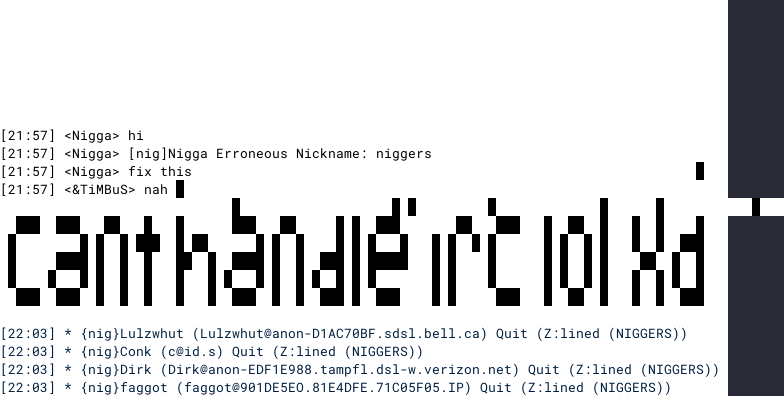 [21:57] <Nigga> hi
[21:57] <Nigga> [nig]Nigga Erroneous Nickname: niggers
[21:57] <Nigga> fix this
[21:57] <&TiMBuS> nah
cant handle irc lol xd
[22:03] * {nig}Lulzwhut (Lulzwhut@anon-D1AC70BF.sdsl.bell.ca) Quit (Z:lined (NIGGERS))
[22:03] * {nig}Conk (c@id.s) Quit (Z:lined (NIGGERS))
[22:03] * {nig}Dirk (Dirk@anon-EDF1E988.tampfl.dsl-w.verizon.net) Quit (Z:lined (NIGGERS))
[22:03] * {nig}faggot (faggot@901DE5E0.81E4DFE.71C05F05.IP) Quit (Z:lined (NIGGERS))